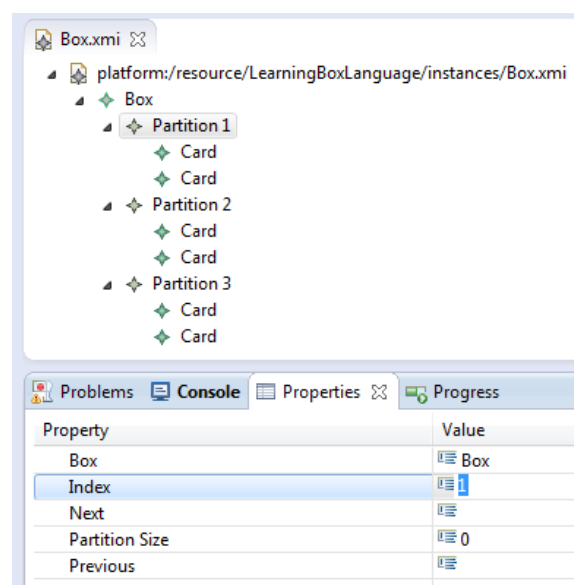 Box.xmi
platform:/resource/LearningBoxLanguage/instances/Box.xmi
Box
Partition 1
Card
Card
Partition 2
Card
Card
Partition 3
Card
Card
Problems Console Properties Progress
Property Value
Box Box
Index 1
Next
Partition Size 0
Previous